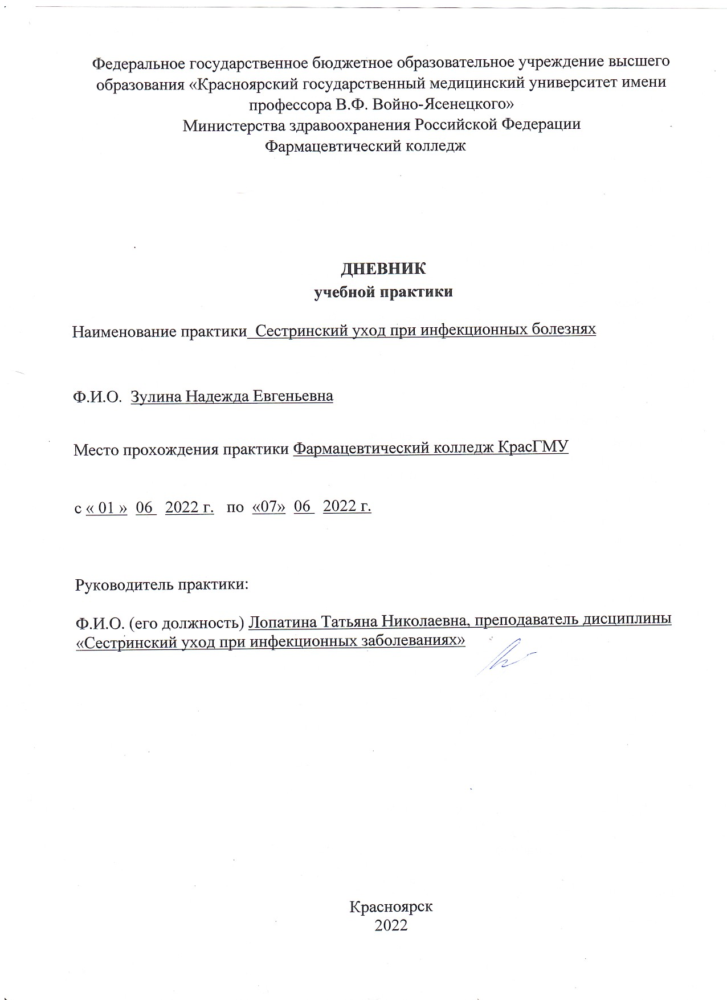 Федеральное государственное бюджетное образовательное учреждение высшего
образования «Красноярский государственный медицинский университет имени
профессора В.Ф. Войно-Ясенецкого»
Министерства здравоохранения Российской Федерации
Фармацевтический колледж
ДНЕВНИК
учебной практики
Наименование практики  Сестринский уход при инфекционных болезнях
Ф.И.О.  Зулина Надежда Евгеньевна
Место прохождения практики Фармацевтический колледж КрасГМУ
с « 01 »  06  2022 г.  по  «07»  06  2022 г.
Руководитель практики:
Ф.И.О. (его должность) Лопатина Татьяна Николаевна, преподаватель дисциплины
«Сестринский уход при инфекционных заболеваниях»
Красноярск
2022